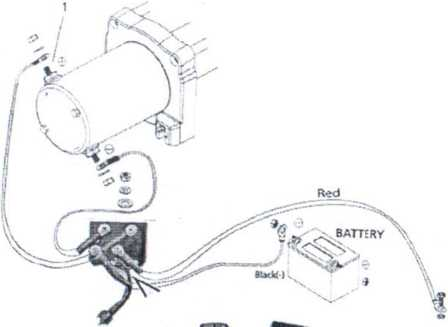 1
Red
BATTERY
Black(-)